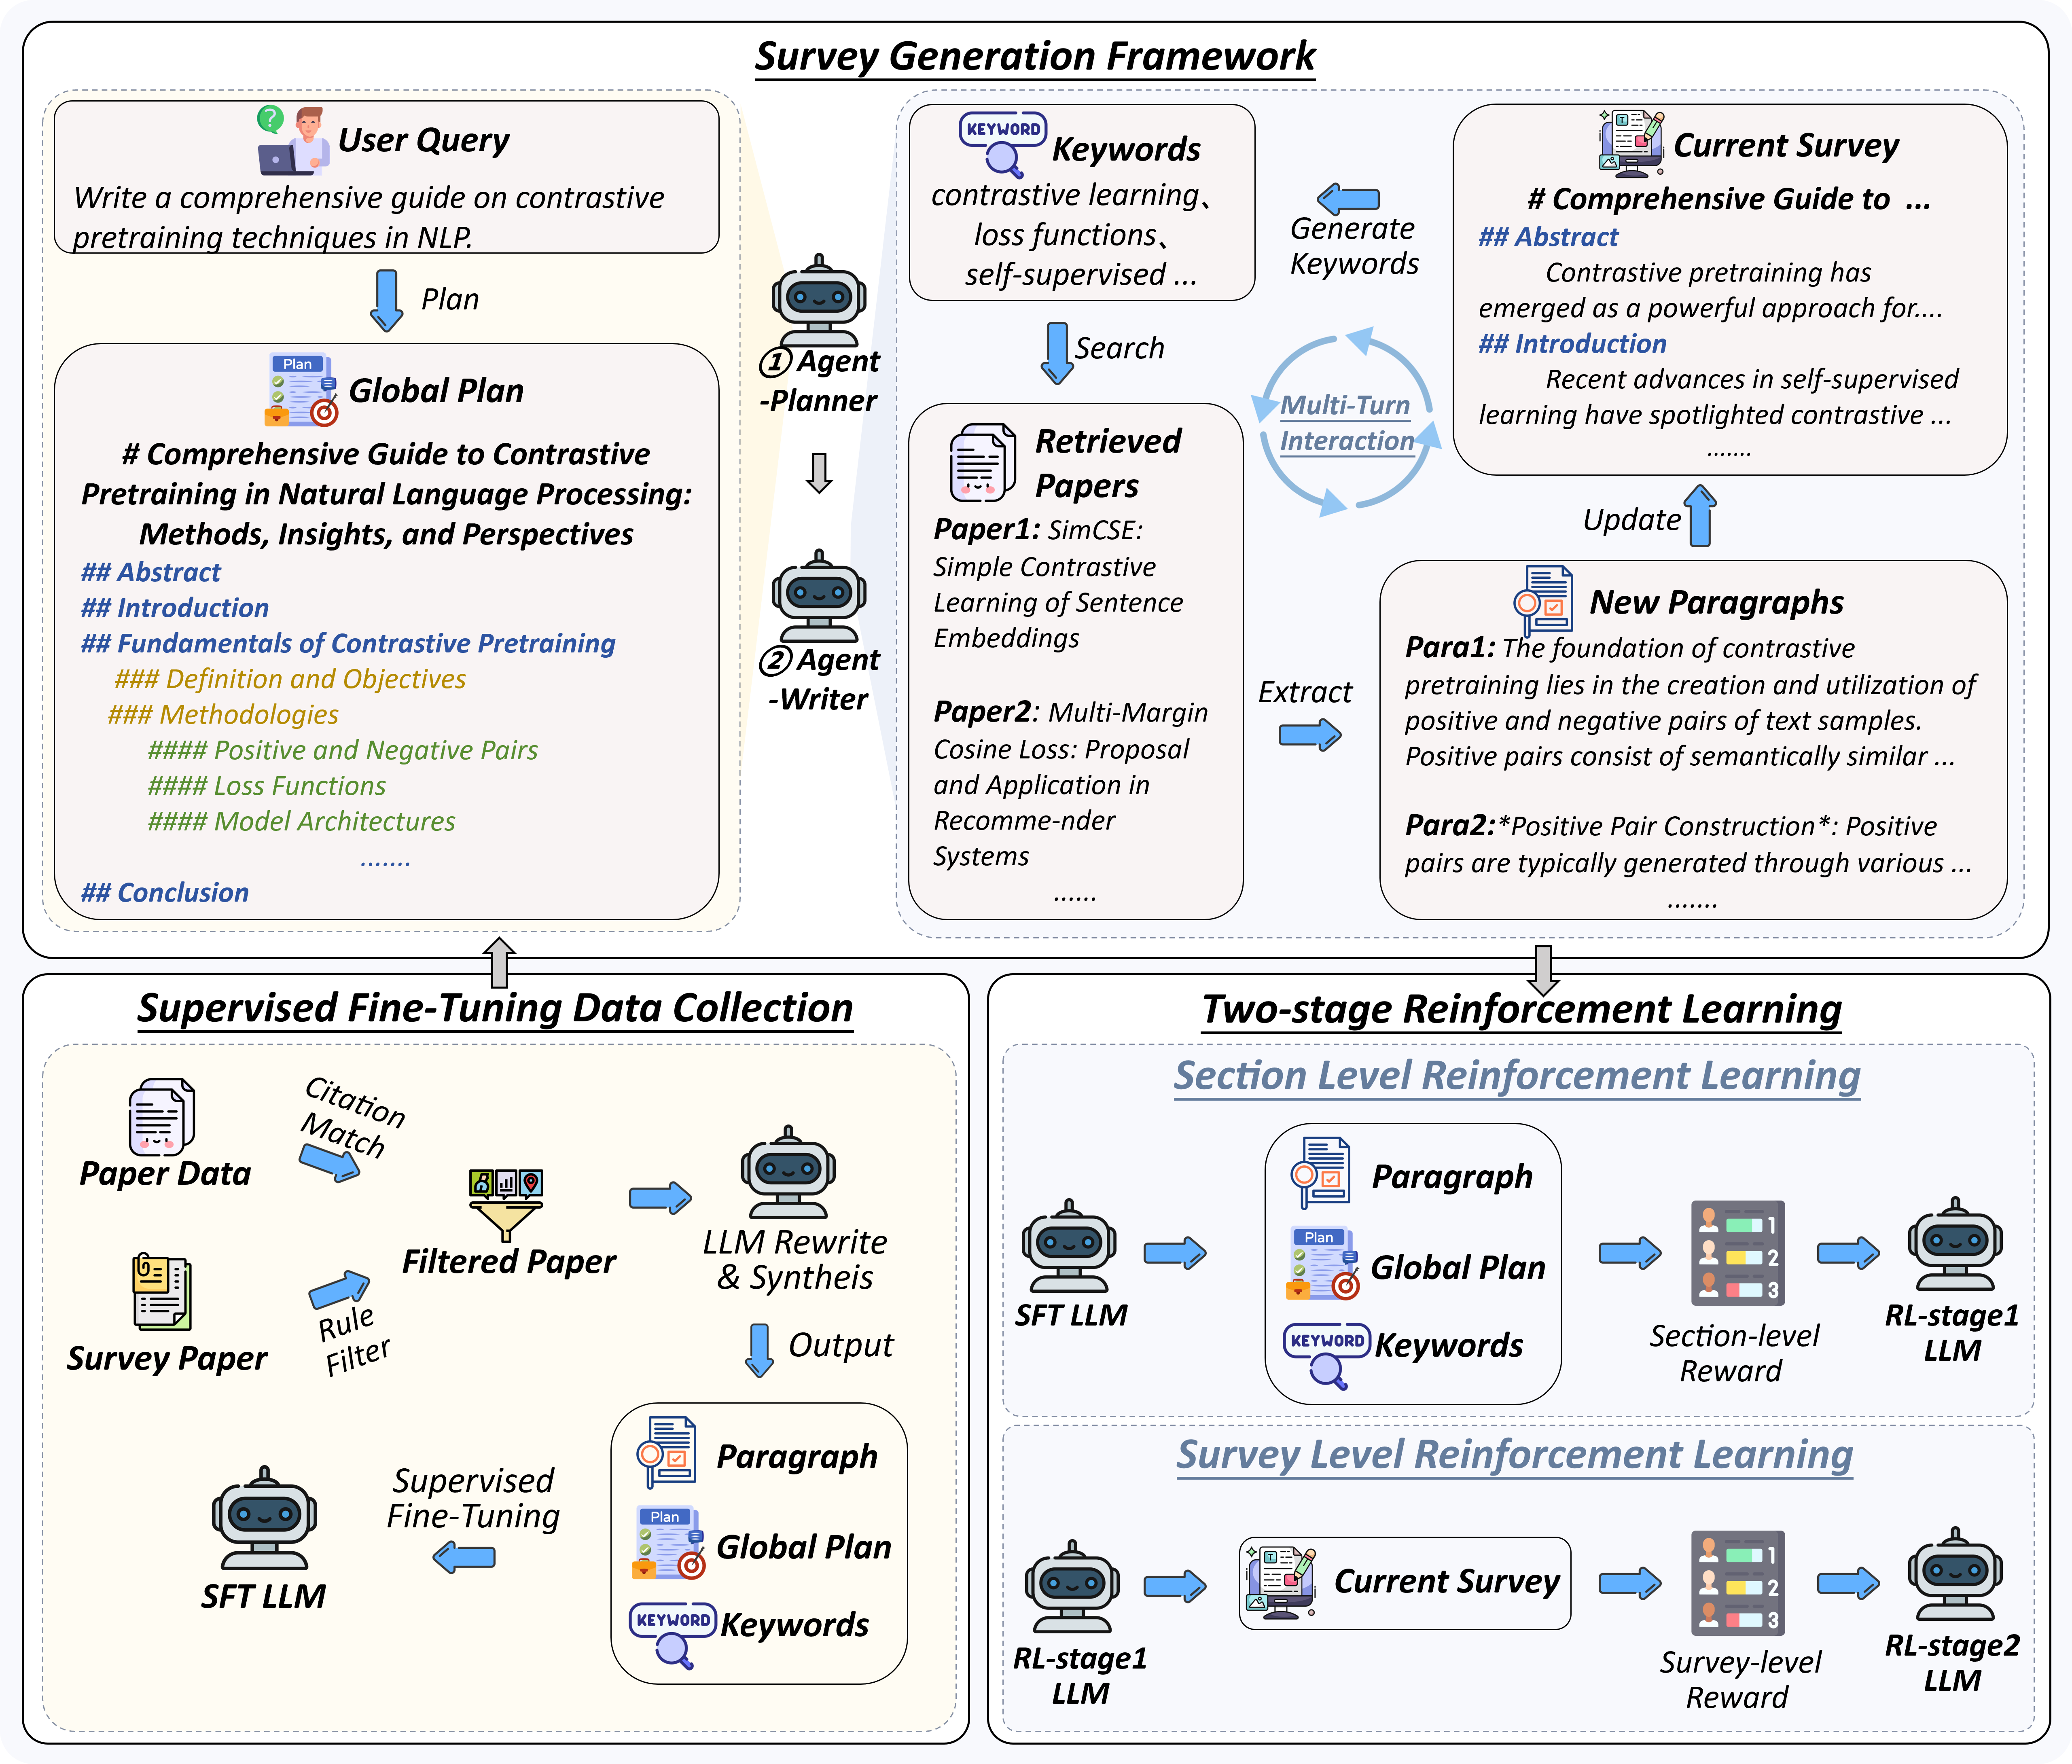 Survey Generation Framework
User Query
Write a comprehensive guide on contrastive
pretraining techniques in NLP.
Plan
Plan
Global Plan
# Comprehensive Guide to Contrastive
Pretraining in Natural Language Processing:
Methods, Insights, and Perspectives
## Abstract
## Introduction
## Fundamentals of Contrastive Pretraining
### Definition and Objectives
### Methodologies
#### Positive and Negative Pairs
#### Loss Functions
#### Model Architectures
.......
## Conclusion
① Agent
-Planner
② Agent
-Writer
KEYWORD
Keywords
contrastive learning、
loss functions、
self-supervised ...
Search
Retrieved
Papers
Paper1: SimCSE:
Simple Contrastive
Learning of Sentence
Embeddings
Paper2: Multi-Margin
Cosine Loss: Proposal
and Application in
Recomme-nder
Systems
......
Generate
Keywords
Multi-Turn
Interaction
Extract
Current Survey
# Comprehensive Guide to ...
## Abstract
Contrastive pretraining has
emerged as a powerful approach for....
## Introduction
Recent advances in self-supervised
learning have spotlighted contrastive ...
.......
Update
New Paragraphs
Para1: The foundation of contrastive
pretraining lies in the creation and utilization of
positive and negative pairs of text samples.
Positive pairs consist of semantically similar ...
Para2:*Positive Pair Construction*: Positive
pairs are typically generated through various ...
.......
Supervised Fine-Tuning Data Collection
Paper Data
Citation
Match
Survey Paper
Rule
Filter
Filtered Paper
LLM Rewrite
& Syntheis
Output
Paragraph
Plan
Global Plan
KEYWORD
Keywords
Supervised
Fine-Tuning
SFT LLM
Two-stage Reinforcement Learning
Section Level Reinforcement Learning
SFT LLM
Paragraph
Plan
Global Plan
KEYWORD
Keywords
1
2
3
Section-level
Reward
RL-stage1
LLM
Survey Level Reinforcement Learning
RL-stage1
LLM
Current Survey
1
2
3
Survey-level
Reward
RL-stage2
LLM